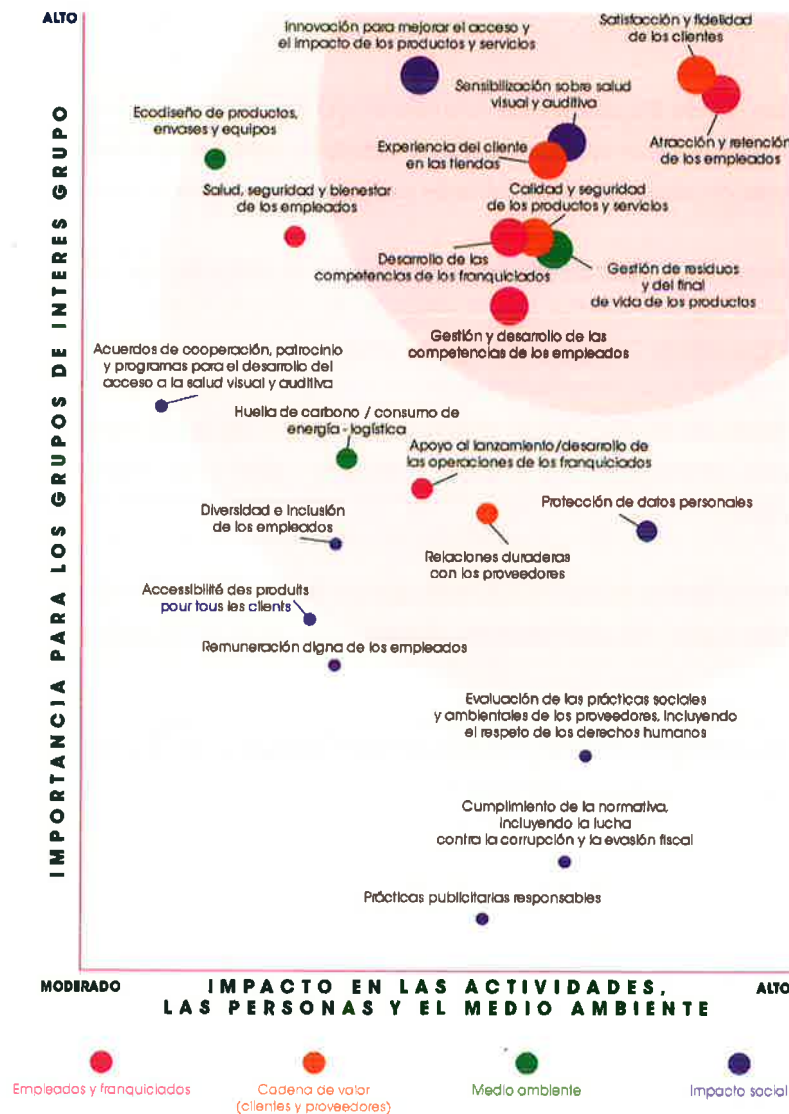 ALTO
IMPORTANCIA PARA LOS GRUPOS DE INTERES GRUPO
Innovación para mejorar el acceso y
el impacto de los productos y servicios
Satisfacción y fidelidad
de los clientes
Sensibilización sobre salud
visual y auditiva
Ecodiseño de productos,
envases y equipos
Experiencia del cliente
en las tiendas
Atracción y retención
de los empleados
Salud, seguridad y bienestar
de los empleados
Calidad y seguridad
de los productos y servicios
Desarrollo de las
competencias de los franquiciados
Gestión de residuos
y del final
de vida de los productos
Gestión y desarrollo de las
competencias de los empleados
Acuerdos de cooperación, patrocinio
y programas para el desarrollo del
acceso a la salud visual y auditiva
Huella de carbono / consumo de
energía - logística
Apoyo al lanzamiento/desarrollo de
las operaciones de los franquiciados
Diversidad e inclusión
de los empleados
Protección de datos personales
Relaciones duraderas
con los proveedores
Accessibilité des produits
pour tous les clients
Remuneración digna de los empleados
Evaluación de las prácticas sociales
y ambientales de los proveedores, incluyendo
el respeto de los derechos humanos
Cumplimiento de la normativa,
incluyendo la lucha
contra la corrupción y la evasión fiscal
Prácticas publicitarias responsables
MODERADO
IMPACTO EN LAS ACTIVIDADES,
LAS PERSONAS Y EL MEDIO AMBIENTE
ALTO
Empleados y franquiciados
Cadena de valor
(clientes y proveedores)
Medio ambiente
Impacto social